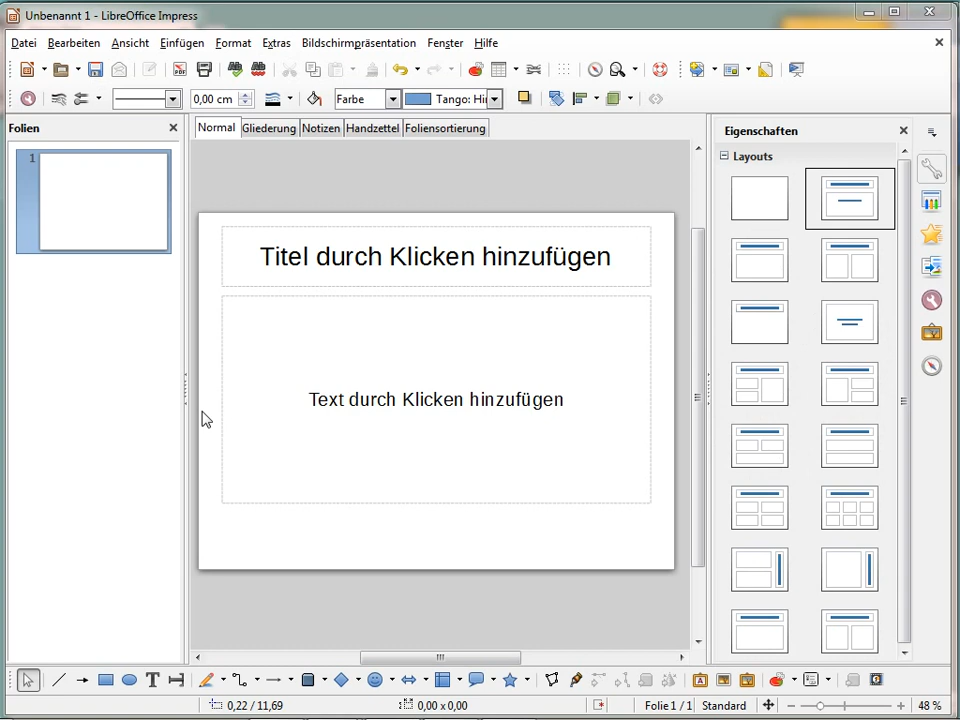 Unbenannt 1 - LibreOffice Impress
Datei Bearbeiten Ansicht Einfügen Format Extras Bildschirmpräsentation Fenster Hilfe
0,00 cm Farbe Tango: Hi
Folien
Normal Gliederung Notizen Handzettel Foliensortierung
Eigenschaften
Layouts
1
Titel durch Klicken hinzufügen
Text durch Klicken hinzufügen
0,22 / 11,69 0,00 x 0,00 Folie 1 / 1 Standard 48 %